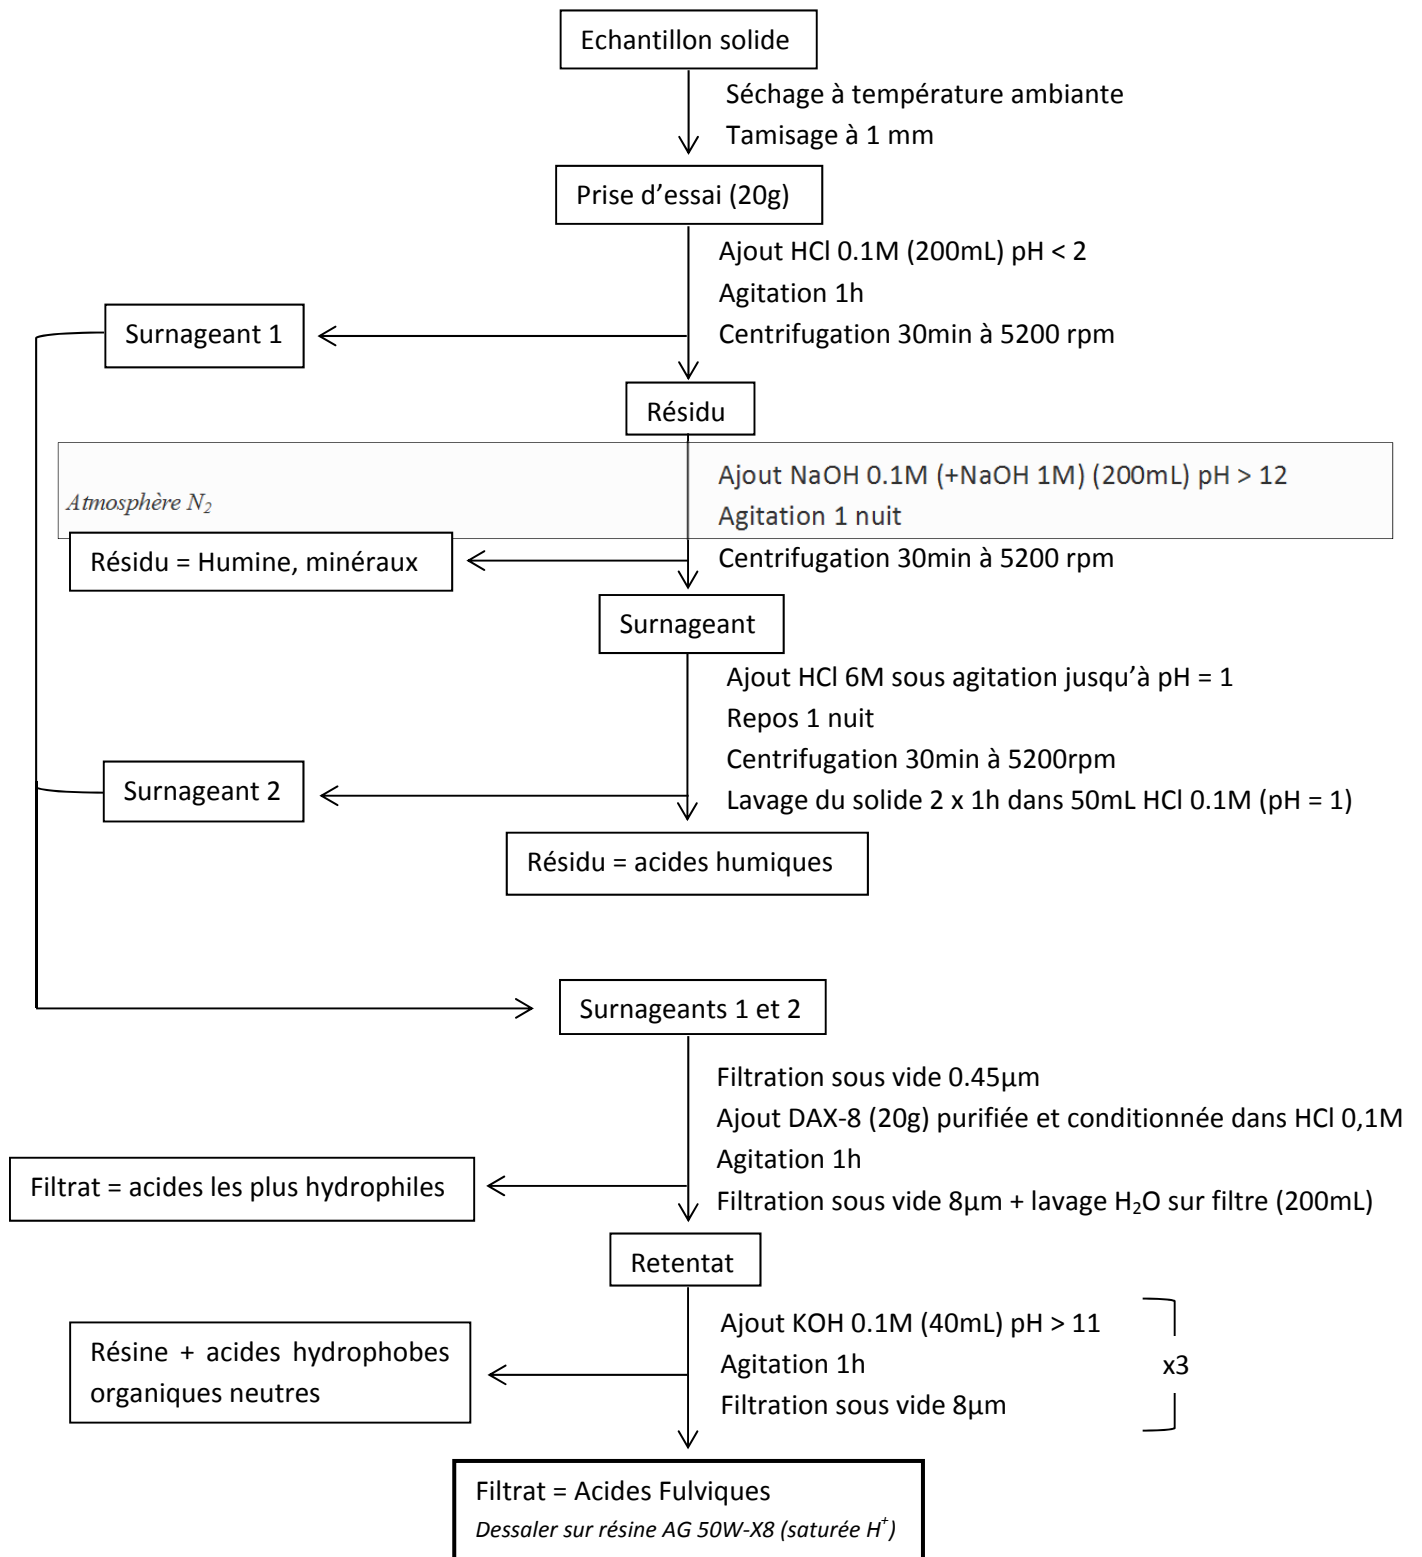 Echantillon solide
Séchage à température ambiante
Tamisage à 1 mm
Prise d’essai (20g)
Ajout HCl 0.1M (200mL) pH < 2
Agitation 1h
Centrifugation 30min à 5200 rpm
Surnageant 1
Résidu
Ajout NaOH 0.1M (+NaOH 1M) (200mL) pH > 12
Atmosphère N₂
Agitation 1 nuit
Centrifugation 30min à 5200 rpm
Résidu = Humine, minéraux
Surnageant
Ajout HCl 6M sous agitation jusqu’à pH = 1
Repos 1 nuit
Centrifugation 30min à 5200rpm
Lavage du solide 2 x 1h dans 50mL HCl 0.1M (pH = 1)
Surnageant 2
Résidu = acides humiques
Surnageants 1 et 2
Filtration sous vide 0.45µm
Ajout DAX-8 (20g) purifiée et conditionnée dans HCl 0,1M
Agitation 1h
Filtration sous vide 8µm + lavage H₂O sur filtre (200mL)
Filtrat = acides les plus hydrophiles
Retentat
Ajout KOH 0.1M (40mL) pH > 11
Agitation 1h
Filtration sous vide 8µm
x3
Résine + acides hydrophobes
organiques neutres
Filtrat = Acides Fulviques
Dessaler sur résine AG 50W-X8 (saturée H⁺)